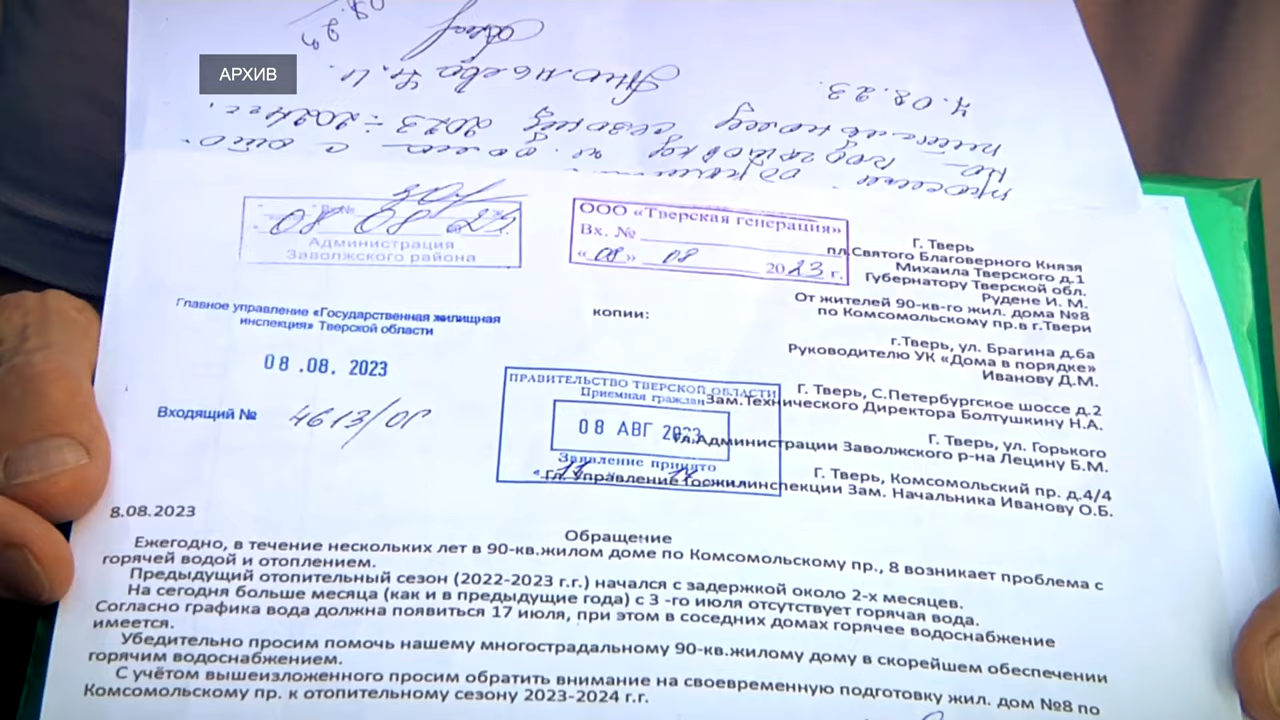 АРХИВ
08 08 23
Администрация
Заволжского района
ООО «Тверская генерация»
Вх. №
«08» 08 2023 г.
Г. Тверь
пл.Святого Благоверного Князя
Михаила Тверского д.1
Губернатору Тверской обл.
Рудене И. М.
От жителей 90-кв-го жил. дома №8
по Комсомольскому пр.в г.Твери
копии:
г.Тверь, ул. Брагина д.6а
Руководителю УК «Дома в порядке»
Иванову Д.М.
Г. Тверь, С.Петербургское шоссе д.2
Зам.Технического Директора Болтушкину Н.А.
Г. Тверь, ул. Горького
Гл.Администрации Заволжского р-на Лецину Б.М.
Г. Тверь, Комсомольский пр. д.4/4
Гл. Управление Госжилинспекции Зам. Начальника Иванову О.Б.
Главное управление «Государственная жилищная
инспекция» Тверской области
08.08.2023
Входящий № 4613/ог
ПРАВИТЕЛЬСТВО ТВЕРСКОЙ ОБЛАСТИ
Приемная граждан
08 АВГ 2023
Заявление принято
8.08.2023
Обращение
Ежегодно, в течение нескольких лет в 90-кв.жилом доме по Комсомольскому пр., 8 возникает проблема с
горячей водой и отоплением.
Предыдущий отопительный сезон (2022-2023 г.г.) начался с задержкой около 2-х месяцев.
На сегодня больше месяца (как и в предыдущие года) с 3 -го июля отсутствует горячая вода.
Согласно графика вода должна появиться 17 июля, при этом в соседних домах горячее водоснабжение
имеется.
Убедительно просим помочь нашему многострадальному 90-кв.жилому дому в скорейшем обеспечении
горячим водоснабжением.
С учётом вышеизложенного просим обратить внимание на своевременную подготовку жил. дом №8 по
Комсомольскому пр. к отопительному сезону 2023-2024 г.г.